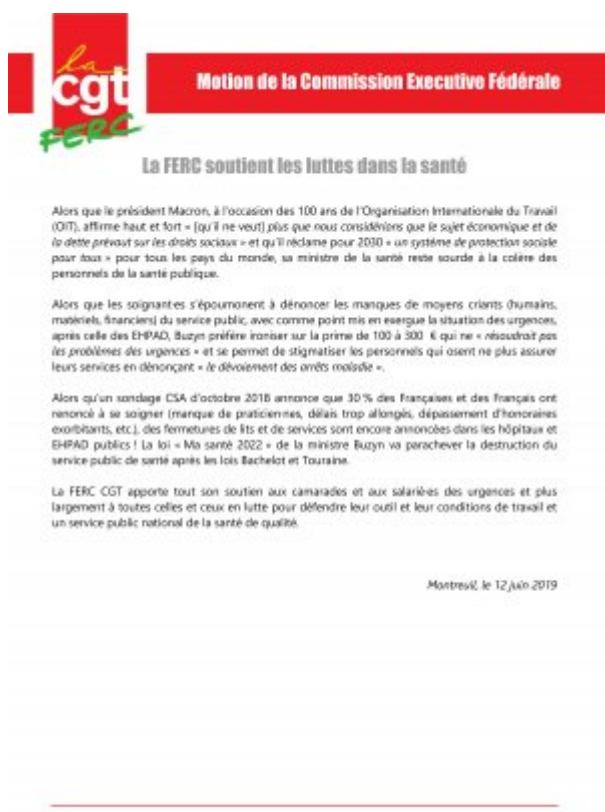 la
cgt
FERC
Motion de la Commission Executive Fédérale
La FERC soutient les luttes dans la santé
Alors que le président Macron, à l'occasion des 100 ans de l'Organisation Internationale du Travail
(OIT), affirme haut et fort « [qu'il ne veut] plus que nous considérions que le sujet économique et de
la dette prévaut sur les droits sociaux » et qu'il réclame pour 2030 « un système de protection sociale
pour tous » pour tous les pays du monde, sa ministre de la santé reste sourde à la colère des
personnels de la santé publique.
Alors que les soignant·es s'époumonent à dénoncer les manques de moyens criants (humains,
matériels, financiers) du service public, avec comme point mis en exergue la situation des urgences,
après celle des EHPAD, Buzyn préfère ironiser sur la prime de 100 à 300 € qui ne « résoudrait pas
les problèmes des urgences » et se permet de stigmatiser les personnels qui osent ne plus assurer
leurs services en dénonçant « le dévoiement des arrêts maladie ».
Alors qu'un sondage CSA d'octobre 2018 annonce que 30 % des Françaises et des Français ont
renoncé à se soigner (manque de praticien·nes, délais trop allongés, dépassement d'honoraires
exorbitants, etc.), des fermetures de lits et de services sont encore annoncées dans les hôpitaux et
EHPAD publics ! La loi « Ma santé 2022 » de la ministre Buzyn va parachever la destruction du
service public de santé après les lois Bachelot et Touraine.
La FERC CGT apporte tout son soutien aux camarades et aux salarié·es des urgences et plus
largement à toutes celles et ceux en lutte pour défendre leur outil et leur conditions de travail et
un service public national de la santé de qualité.
Montreuil, le 12 juin 2019